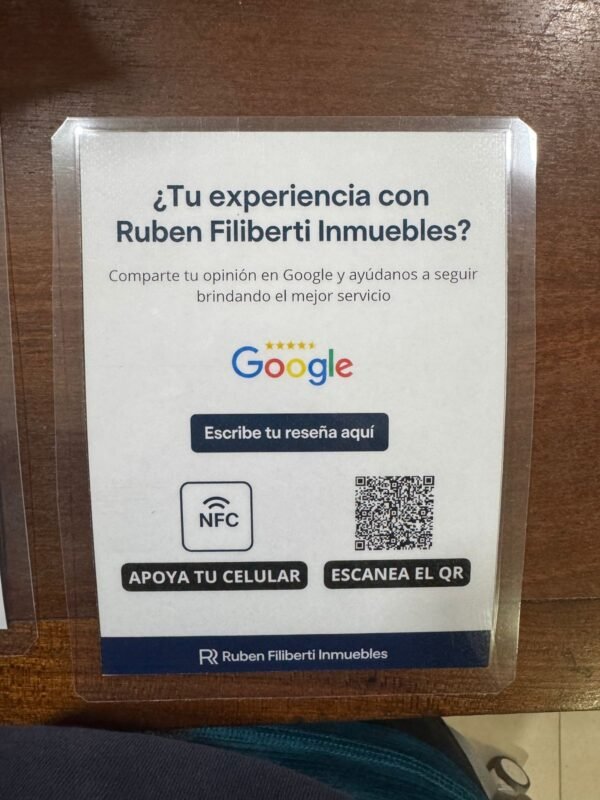 ¿Tu experiencia con
Ruben Filiberti Inmuebles?
Comparte tu opinión en Google y ayúdanos a seguir
brindando el mejor servicio
Google
Escribe tu reseña aquí
NFC
APOYA TU CELULAR
ESCANEA EL QR
Ruben Filiberti Inmuebles